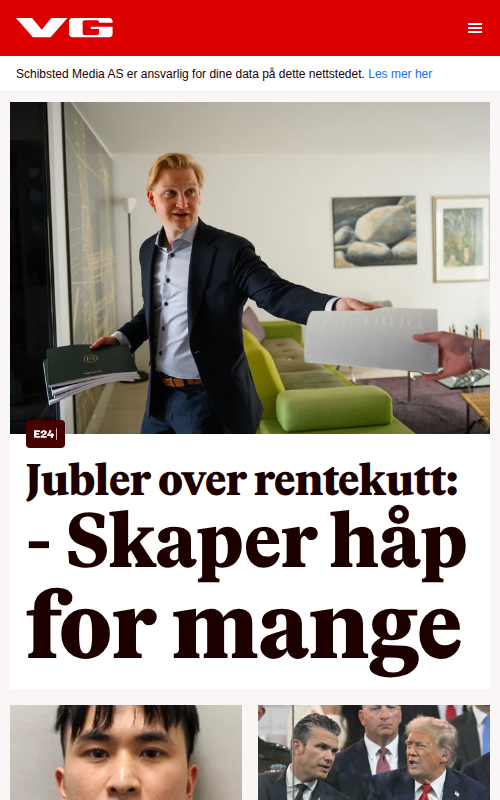 VG
Schibsted Media AS er ansvarlig for dine data på dette nettstedet. Les mer her
E24
Jubler over rentekutt:
- Skaper håp
for mange